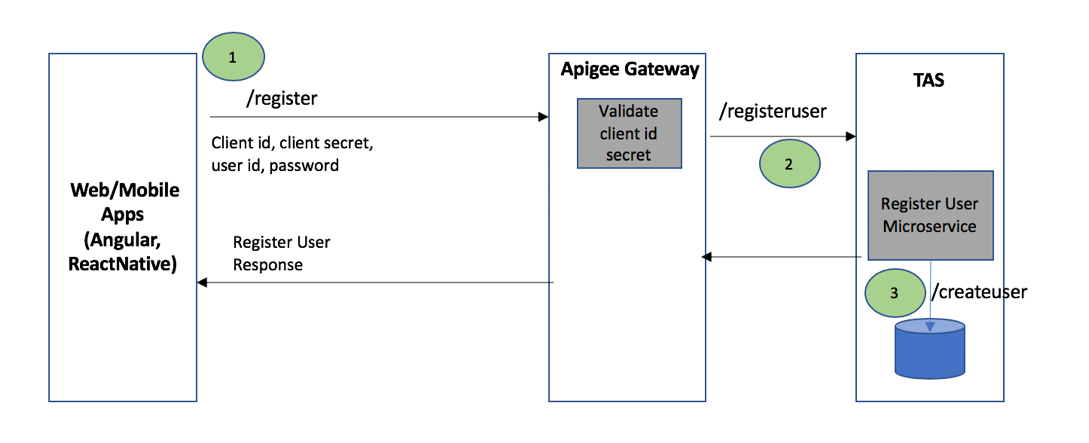 1
/register
Client id, client secret,
user id, password
Web/Mobile
Apps
(Angular,
ReactNative)
Register User
Response
Apigee Gateway
Validate
client id
secret
/registeruser
2
TAS
Register User
Microservice
3
/createuser